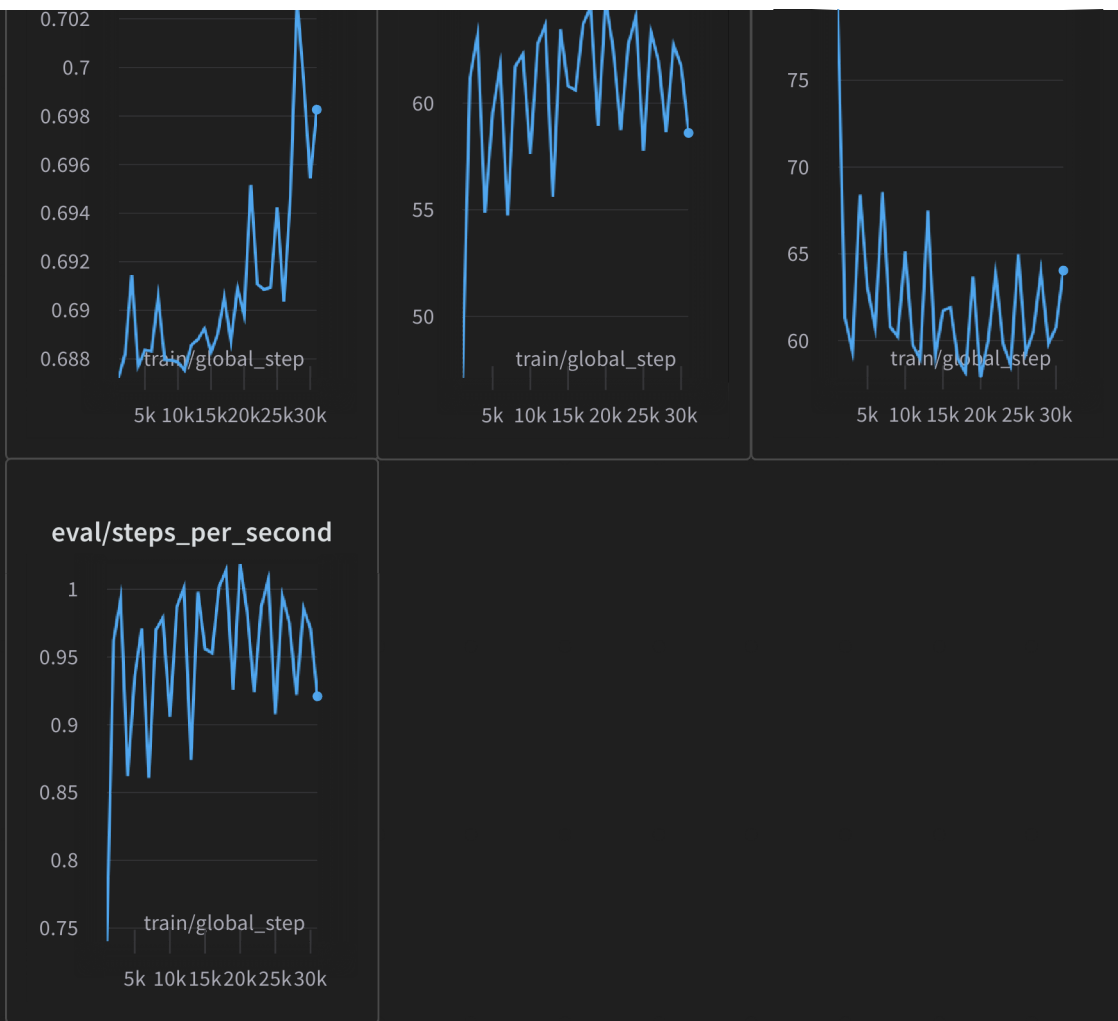 0.702
0.7
0.698
0.696
0.694
0.692
0.69
0.688
train/global_step
5k 10k15k20k25k30k
60
55
50
train/global_step
5k 10k 15k 20k 25k 30k
75
70
65
60
train/global_step
5k 10k 15k 20k 25k 30k
eval/steps_per_second
1
0.95
0.9
0.85
0.8
0.75
train/global_step
5k 10k15k20k25k30k